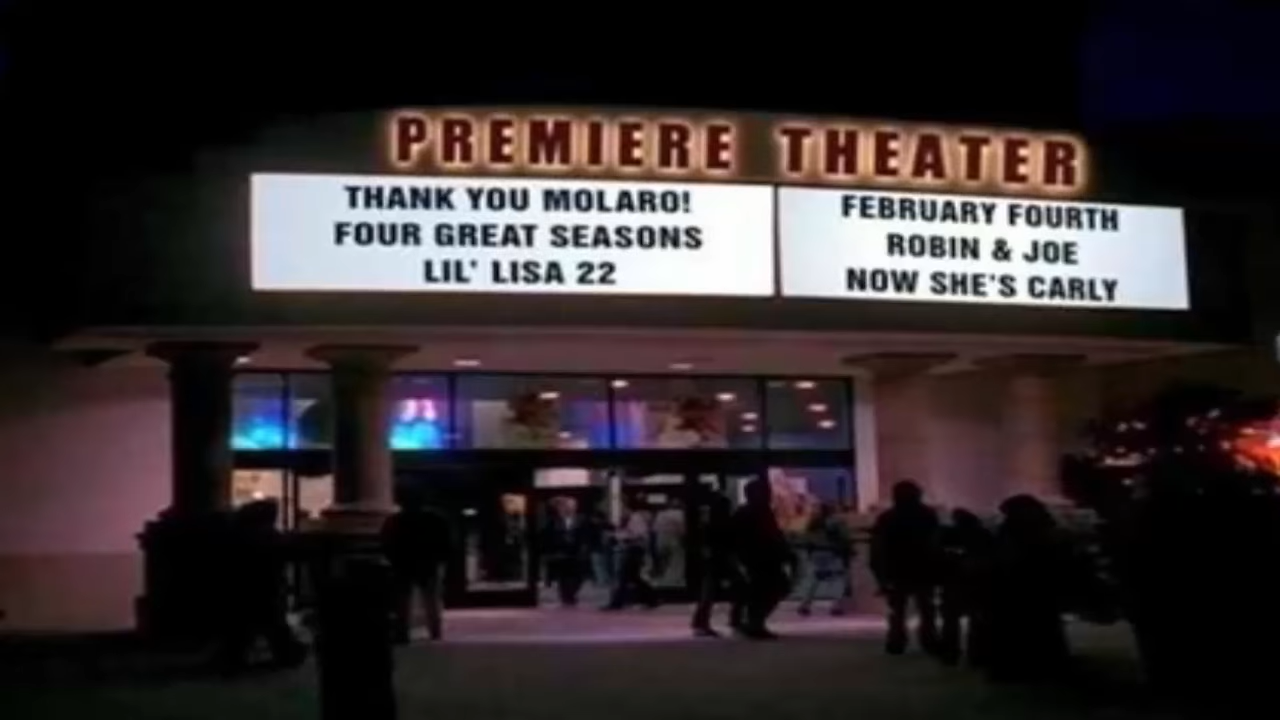 PREMIERE THEATER
THANK YOU MOLARO!
FOUR GREAT SEASONS
LIL' LISA 22
FEBRUARY FOURTH
ROBIN & JOE
NOW SHE'S CARLY